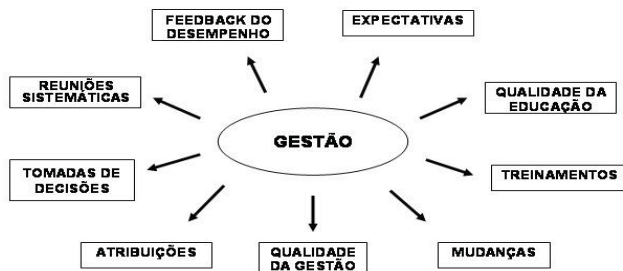 FEEDBACK DO
DESEMPENHO
EXPECTATIVAS
REUNIÕES
SISTEMÁTICAS
QUALIDADE DA
EDUCAÇÃO
GESTÃO
TOMADAS DE
DECISÕES
TREINAMENTOS
ATRIBUIÇÕES
QUALIDADE
DA GESTÃO
MUDANÇAS